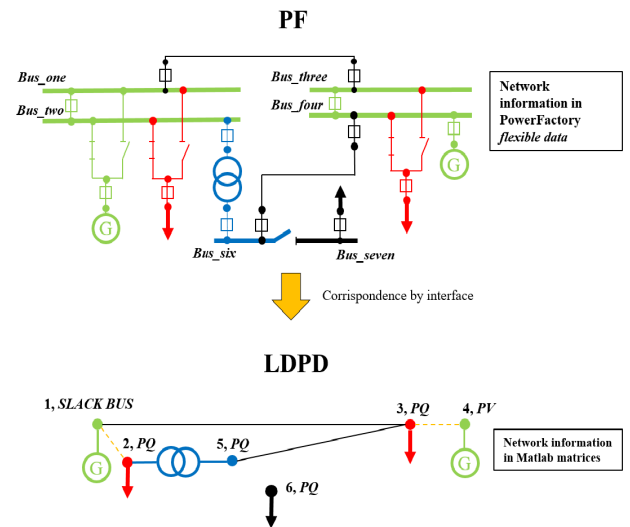 PF
Bus_one
Bus_two
Bus_three
Bus_four
Network
information in
PowerFactory
flexible data
G
G
Bus_six
Bus_seven
Corrispondence by interface
LDPD
1, SLACK BUS
2, PQ
5, PQ
3, PQ
4, PV
G
G
6, PQ
Network information
in Matlab matrices